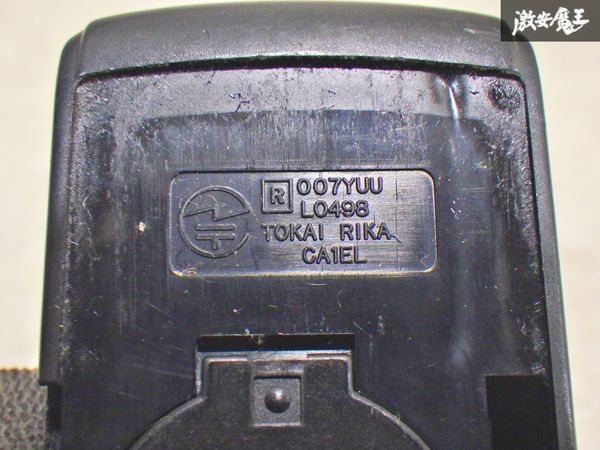 激安魔王
R 007YUU
L0498
TOKAI RIKA
CA1EL